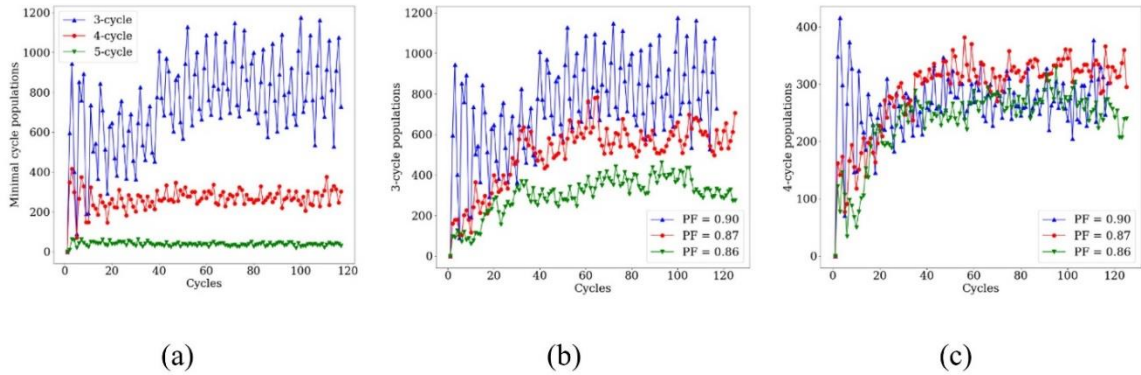 1200
1000
800
600
400
200
0
Minimal cycle populations
3-cycle
4-cycle
5-cycle
0 20 40 60 80 100 120
Cycles
(a)
1200
1000
800
600
400
200
0
3-cycle populations
PF = 0.90
PF = 0.87
PF = 0.86
0 20 40 60 80 100 120
Cycles
(b)
400
300
200
100
0
4-cycle populations
PF = 0.90
PF = 0.87
PF = 0.86
0 20 40 60 80 100 120
Cycles
(c)